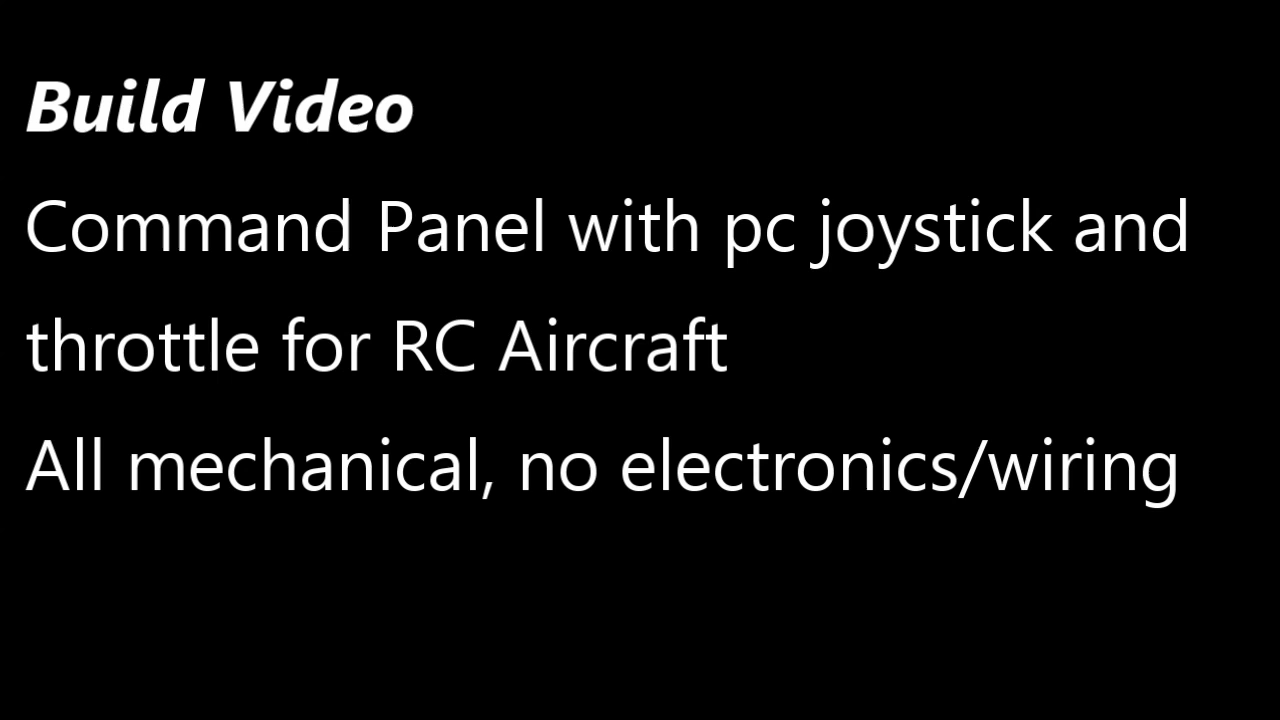 Build Video
Command Panel with pc joystick and
throttle for RC Aircraft
All mechanical, no electronics/wiring